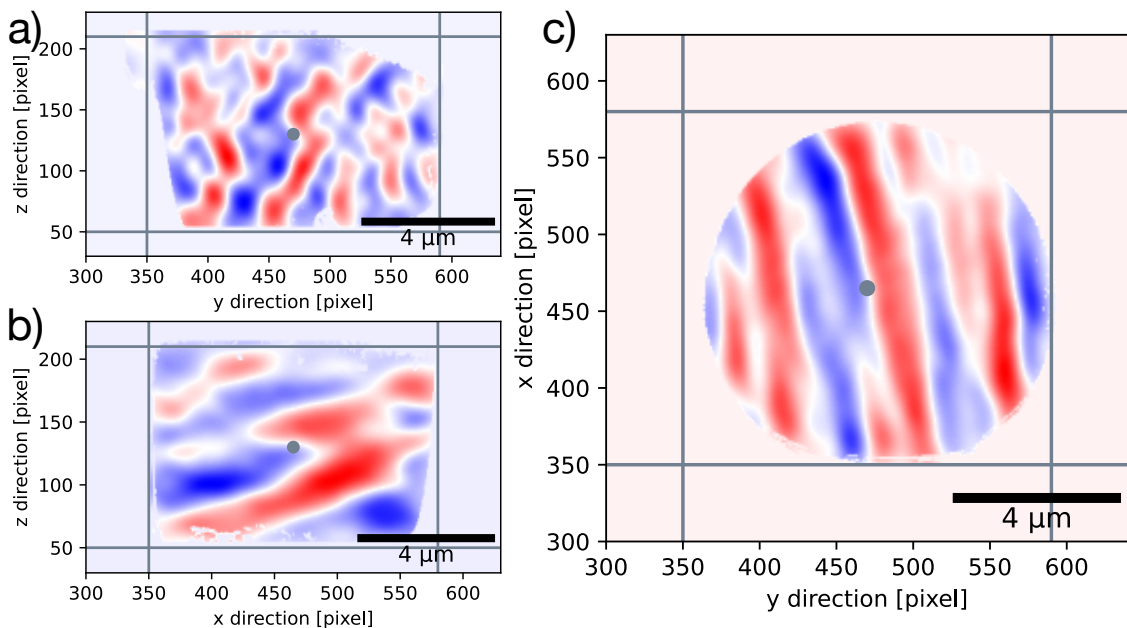 a)
200
150
100
50
z direction [pixel]
4 µm
300 350 400 450 500 550 600
y direction [pixel]
b)
200
150
100
50
z direction [pixel]
4 µm
300 350 400 450 500 550 600
x direction [pixel]
c)
600
550
500
450
400
350
300
x direction [pixel]
4 µm
300 350 400 450 500 550 600
y direction [pixel]